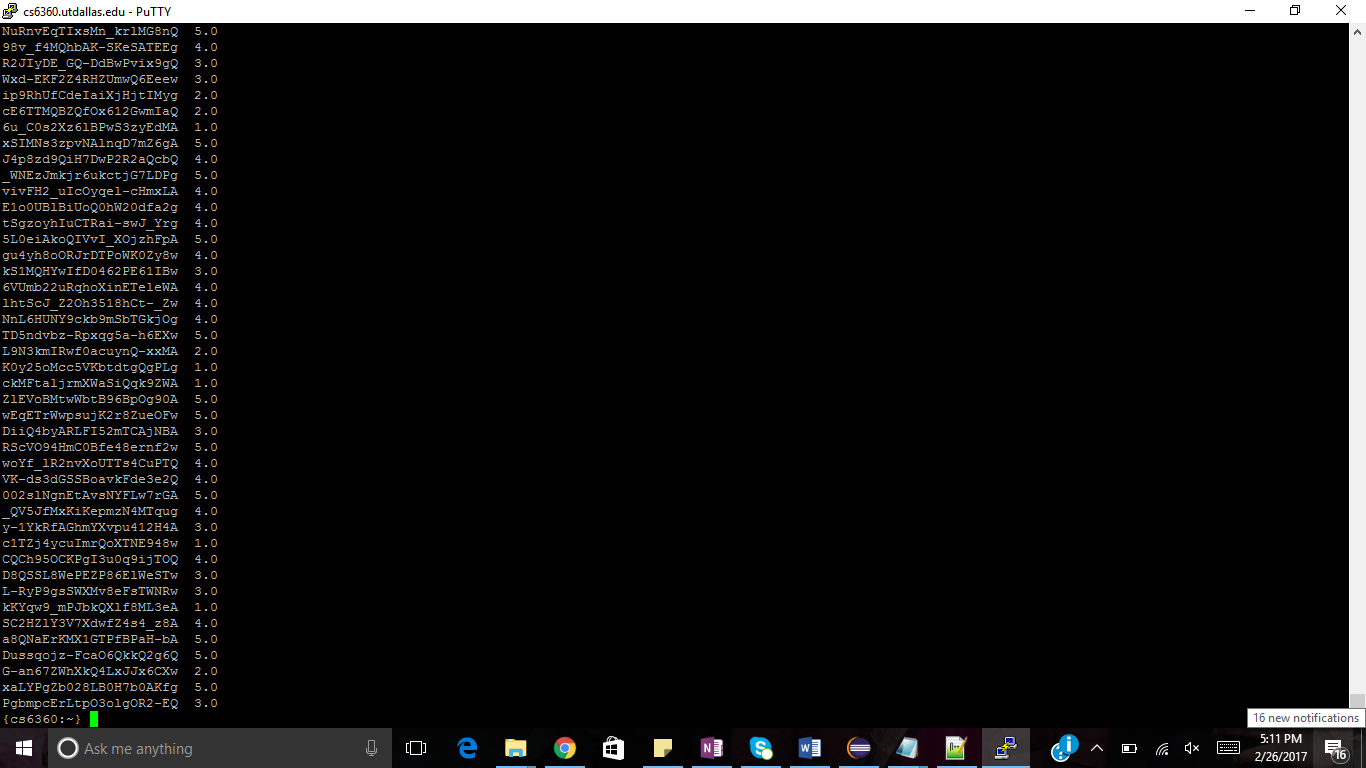 cs6360.utdallas.edu - PuTTY
NuRnvEqTIxsMn_krlMG8nQ 5.0
98v_f4MQhbAK-SKeSATEEg 4.0
R2JIyDE_GQ-DdBwPvix9gQ 3.0
Wxd-EKF2Z4RHZUmwQ6Eeew 3.0
ip9RhUfCdeIaiXjHjtIMyg 2.0
cE6TTMQBZQfOx612GwmIaQ 2.0
6u_C0s2Xz6lBPwS3zyEdMA 1.0
xSIMNs3zpvNAlnqD7mZ6gA 5.0
J4p8zd9QiH7DwP2R2aQcbQ 4.0
_WNEzJmkjr6ukctjG7LDPg 5.0
vivFH2_uIcOyqel-cHmxLA 4.0
E1o0UBlBiUoQ0hW20dfa2g 4.0
tSgzoyhIuCTRai-swJ_Yrg 4.0
5L0eiAkoQIVvI_XOjzhFpA 5.0
gu4yh8oORJrDTPoWK0Zy8w 4.0
kS1MQHYwIfD0462PE61IBw 3.0
6VUmb22uRqhoXinETeleWA 4.0
lhtScJ_Z2Oh3518hCt-_Zw 4.0
NnL6HUNY9ckb9mSbTGkjOg 4.0
TD5ndvbz-Rpxqg5a-h6EXw 5.0
L9N3kmIRwf0acuynQ-xxMA 2.0
K0y25oMcc5VKbtdtgQgPLg 1.0
ckMFtaljrmXWaSiQqk9ZWA 1.0
ZlEVoBMtwWbtB96BpOg90A 5.0
wEqETrWwpsujK2r8ZueOFw 5.0
DiiQ4byARLFI52mTCAjNBA 3.0
RScVO94HmC0Bfe48ernf2w 5.0
woYf_lR2nvXoUTTs4CuPTQ 4.0
VK-ds3dGSSBoavkFde3e2Q 4.0
002slNgnEtAvsNYFLw7rGA 5.0
_QV5JfMxKiKepmzN4MTqug 4.0
y-1YkRfAGhmYXvpu412H4A 3.0
c1TZj4ycuImrQoXTNE948w 1.0
CQCh95OCKPgI3u0q9ijTOQ 4.0
D8QSSL8WePEZP86ElWeSTw 3.0
L-RyP9gsSWXMv8eFsTWNRw 3.0
kKYqw9_mPJbkQXlf8ML3eA 1.0
SC2HZlY3V7XdwfZ4s4_z8A 4.0
a8QNaErKMX1GTPfBPaH-bA 5.0
Dussqojz-FcaO6QkkQ2g6Q 5.0
G-an67ZWhXkQ4LxJJx6CXw 2.0
xaLYPgZb028LB0H7b0AKfg 5.0
PgbmpcErLtpO3olgOR2-EQ 3.0
{cs6360:~}
16 new notifications
Ask me anything
5:11 PM
2/26/2017
16